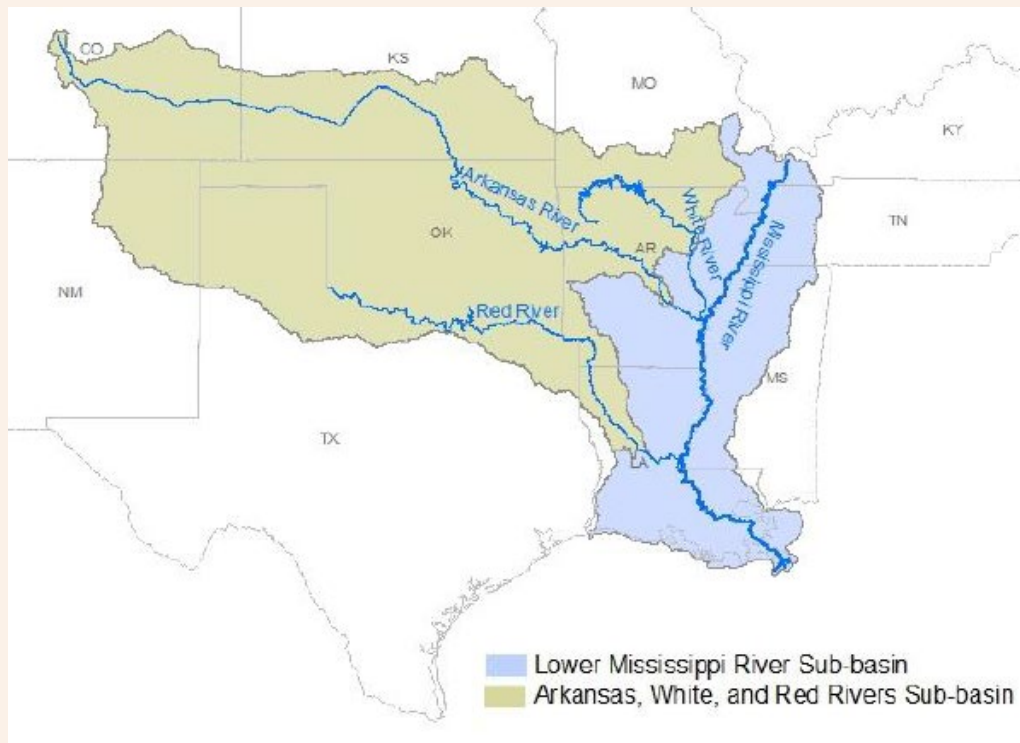 CO
KS
MO
KY
Arkansas River
White River
Mississippi River
TN
OK
AR
NM
Red River
MS
TX
LA
Lower Mississippi River Sub-basin
Arkansas, White, and Red Rivers Sub-basin